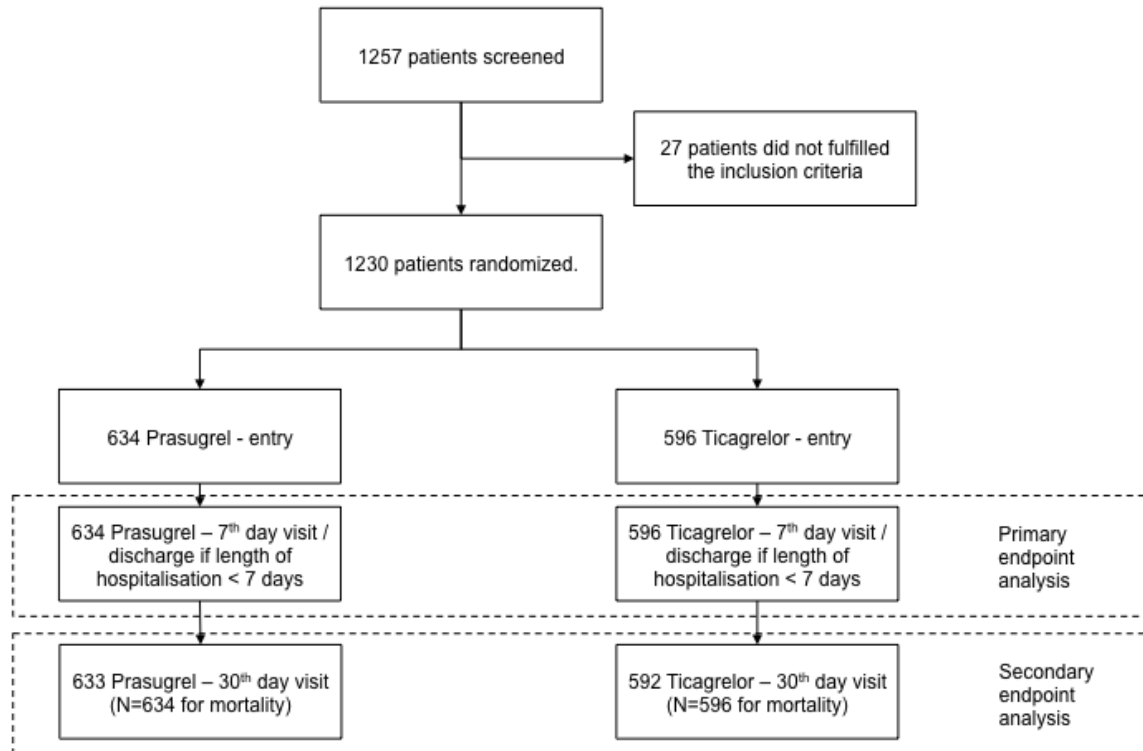 1257 patients screened
27 patients did not fulfilled
the inclusion criteria
1230 patients randomized.
634 Prasugrel - entry
596 Ticagrelor - entry
634 Prasugrel – 7th day visit /
discharge if length of
hospitalisation < 7 days
596 Ticagrelor – 7th day visit /
discharge if length of
hospitalisation < 7 days
Primary
endpoint
analysis
633 Prasugrel – 30th day visit
(N=634 for mortality)
592 Ticagrelor – 30th day visit
(N=596 for mortality)
Secondary
endpoint
analysis